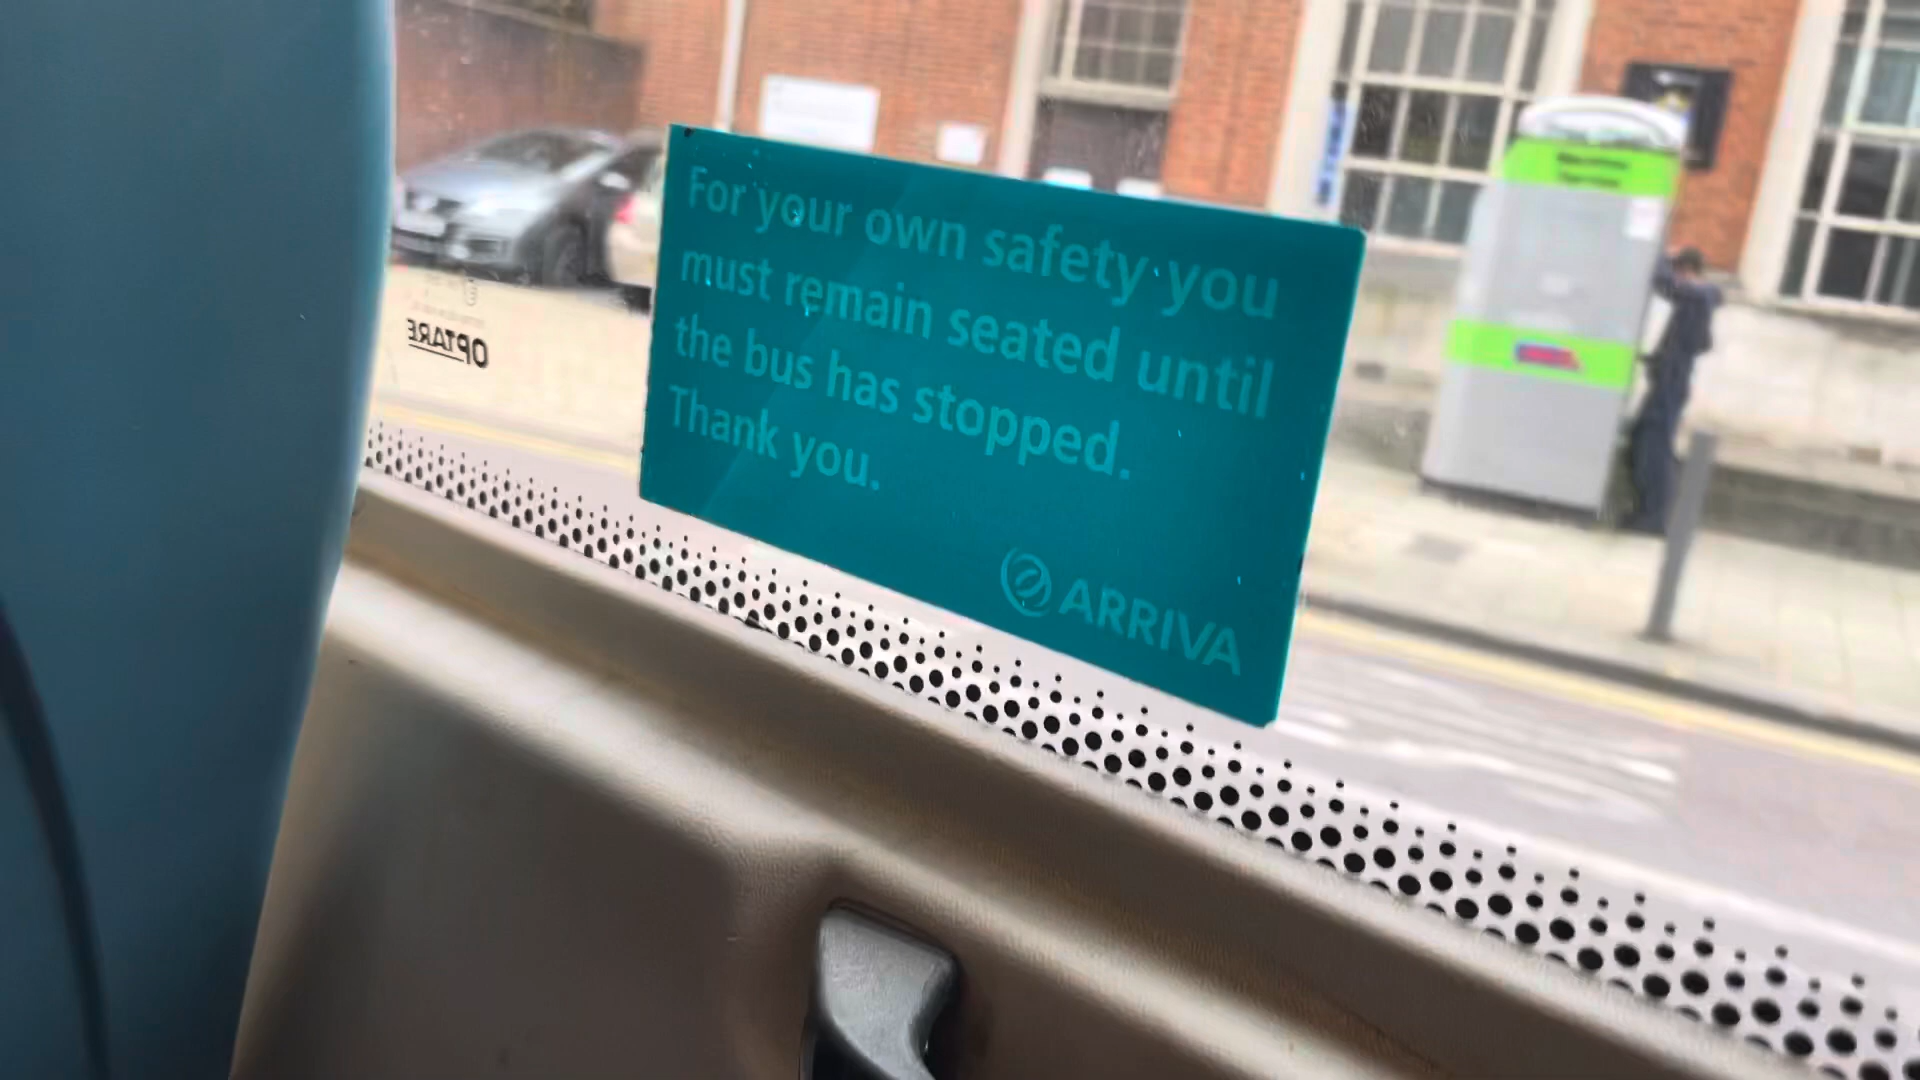 For your own safety you
must remain seated until
the bus has stopped.
Thank you.
ARRIVA
OPTARE